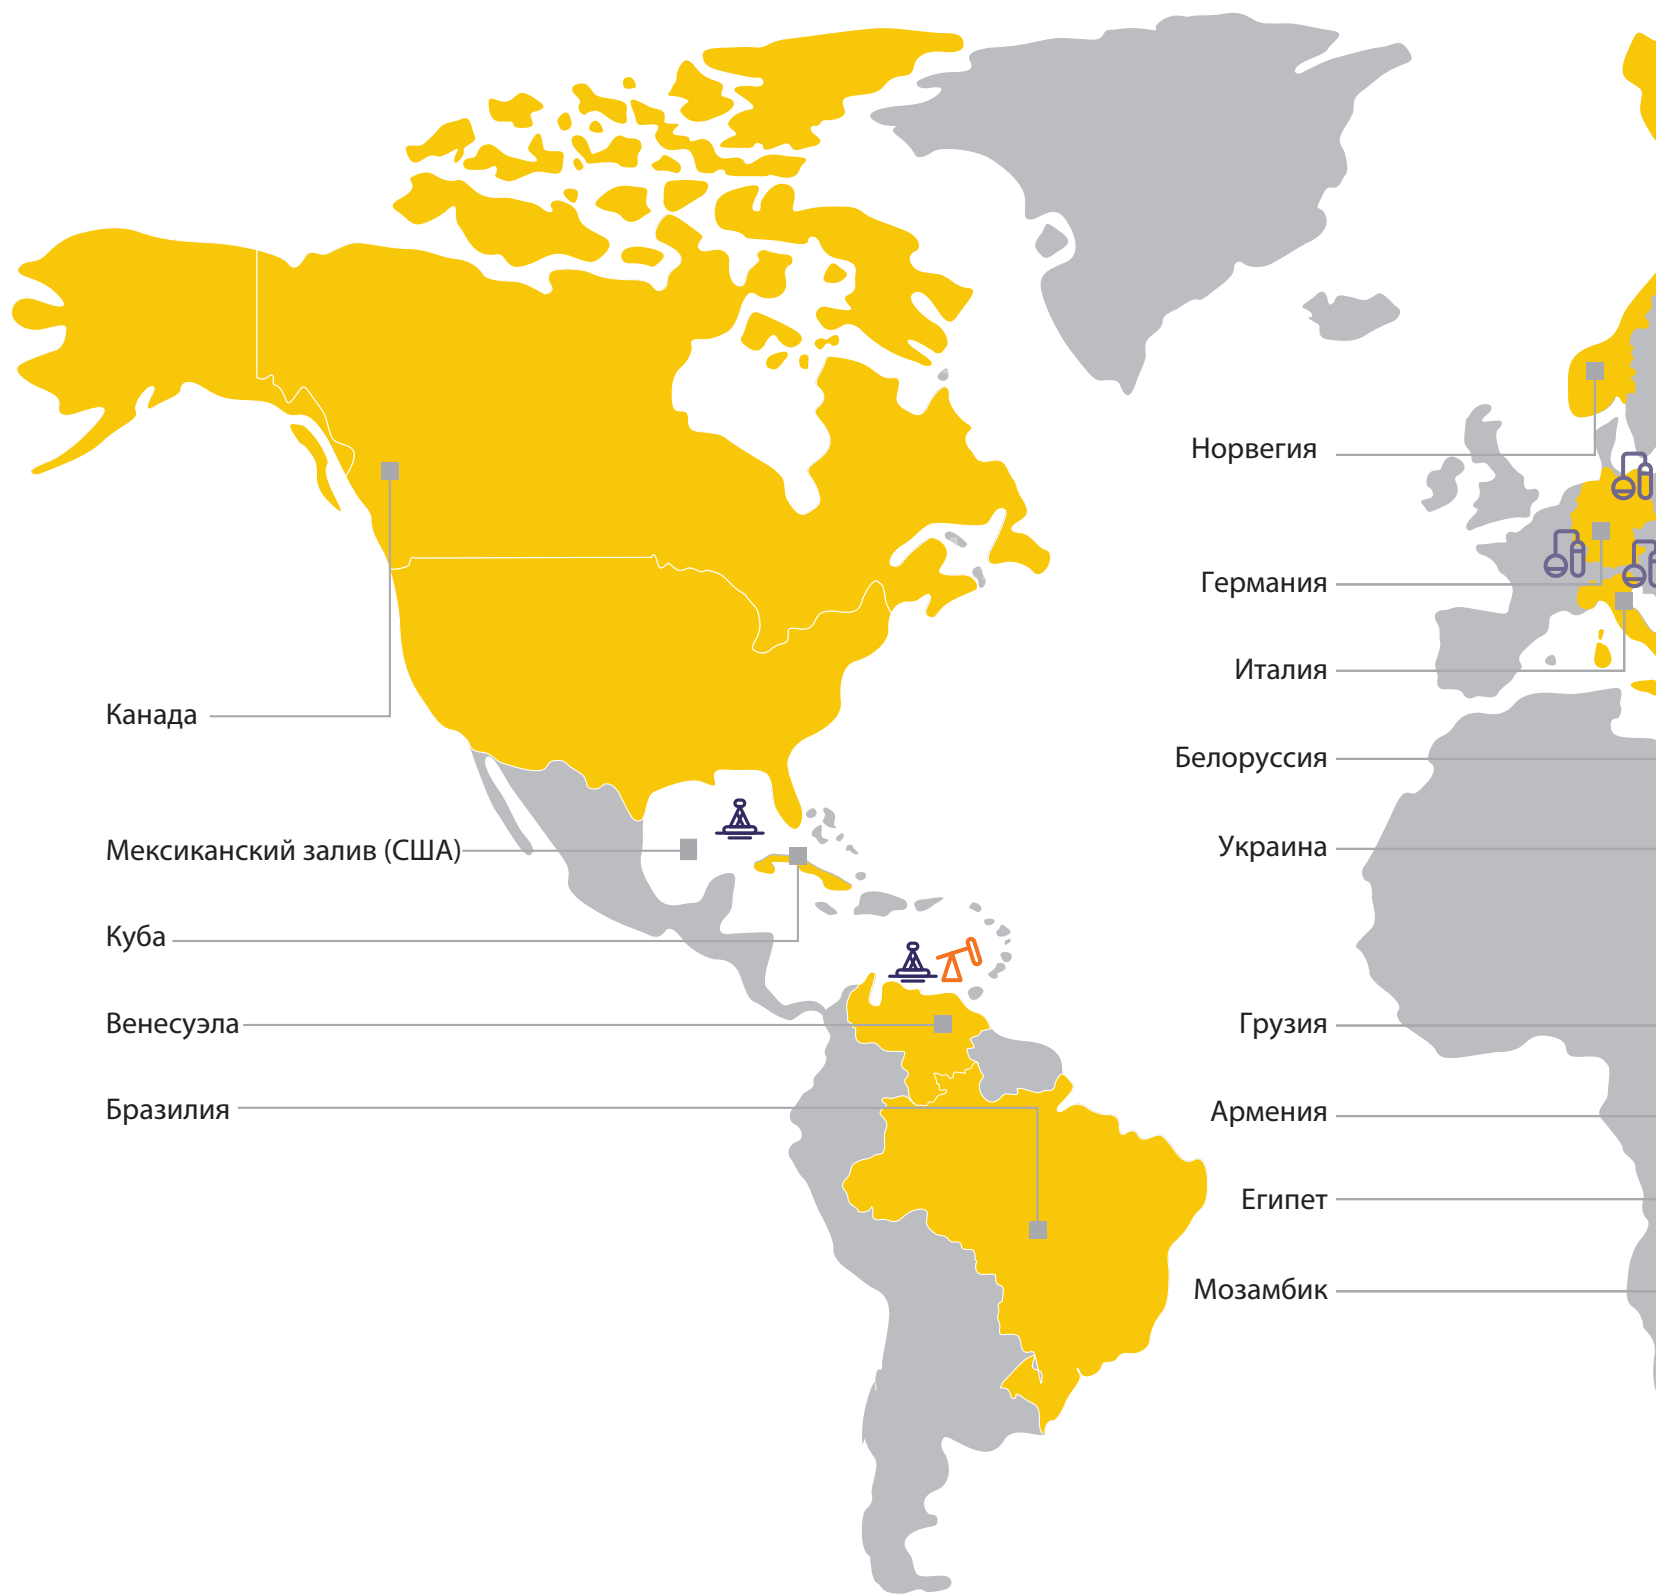 Канада
Мексиканский залив (США)
Куба
Венесуэла
Бразилия
Норвегия
Германия
Италия
Белоруссия
Украина
Грузия
Армения
Египет
Мозамбик